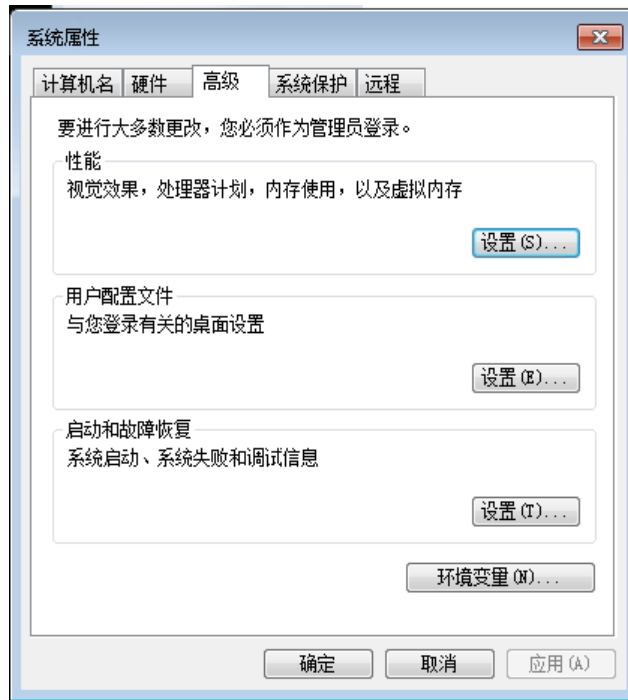 系统属性
计算机名 硬件 高级 系统保护 远程
要进行大多数更改，您必须作为管理员登录。
性能
视觉效果，处理器计划，内存使用，以及虚拟内存
设置(S)...
用户配置文件
与您登录有关的桌面设置
设置(E)...
启动和故障恢复
系统启动、系统失败和调试信息
设置(T)...
环境变量(N)...
确定 取消 应用(A)